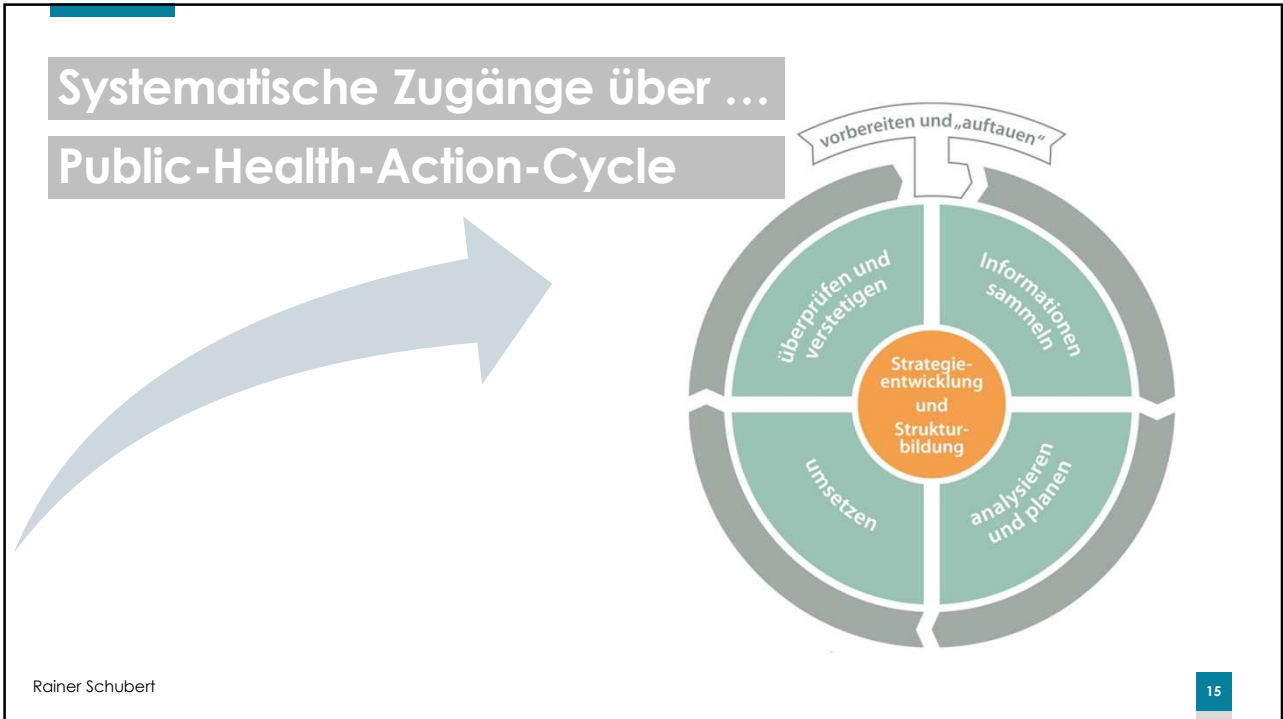 Systematische Zugänge über …
Public-Health-Action-Cycle
vorbereiten und „auftauen“
Informationen
sammeln
analysieren
und planen
umsetzen
überprüfen und
verstetigen
Strategie-
entwicklung
und
Struktur-
bildung
Rainer Schubert
15